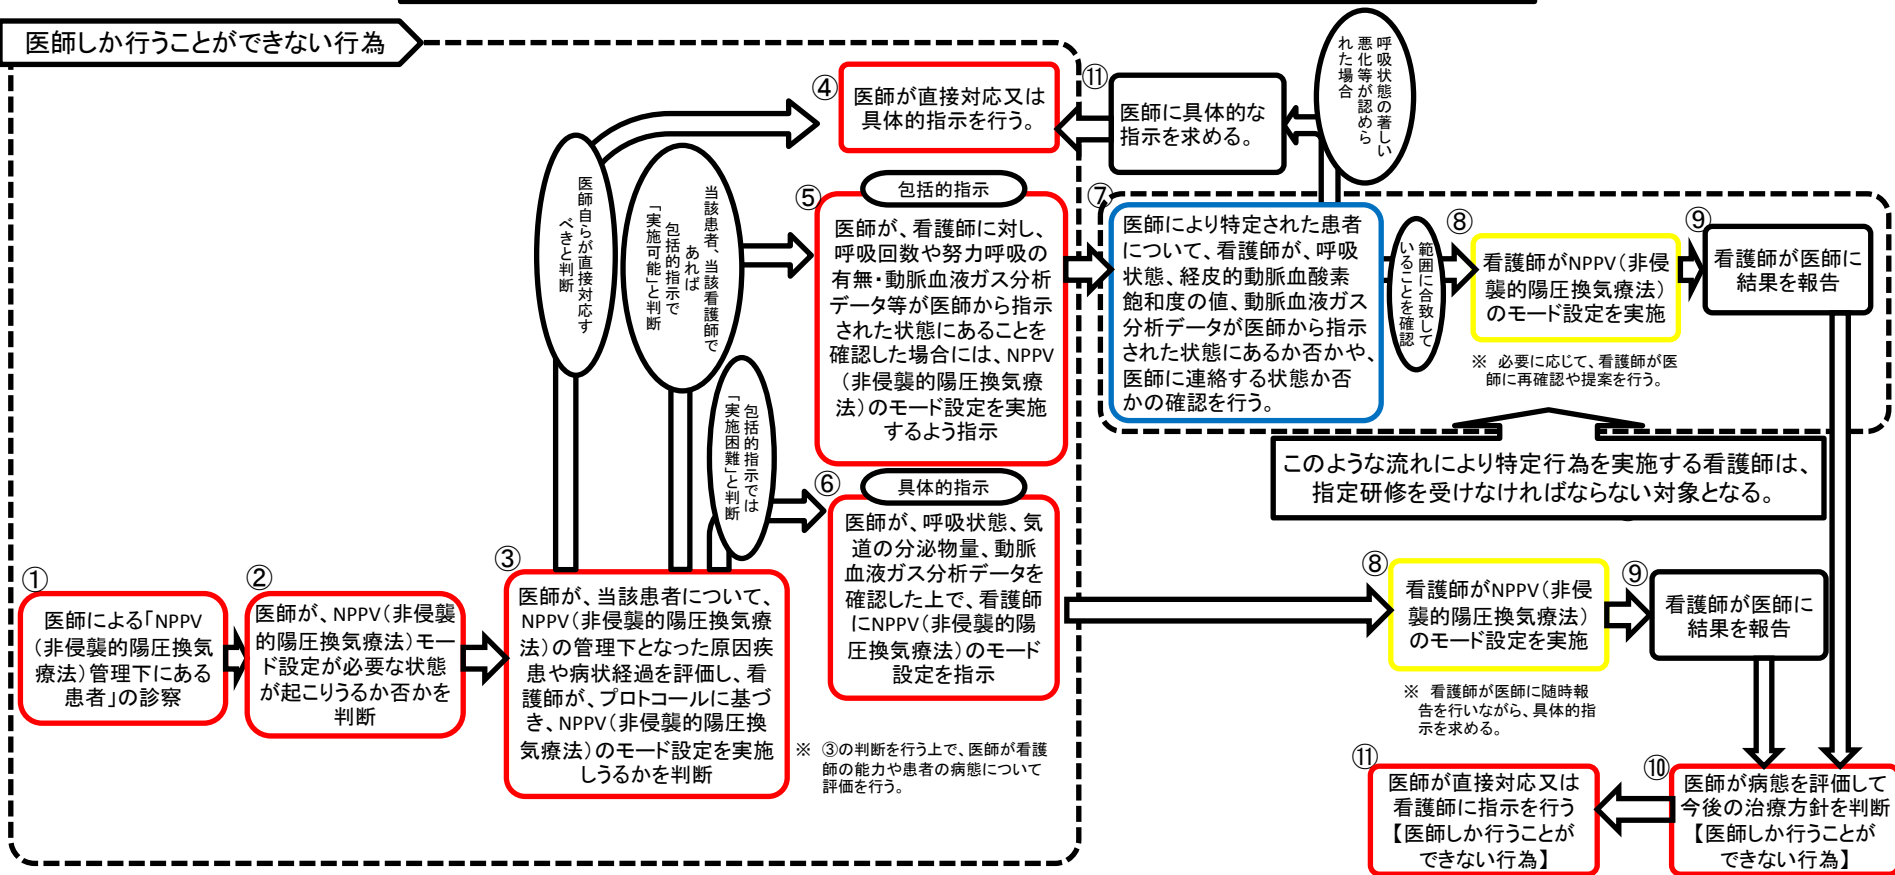 医師しか行うことができない行為
①
医師による「NPPV
(非侵襲的陽圧換気
療法)管理下にある
患者」の診察
②
医師が、NPPV(非侵襲
的陽圧換気療法)モー
ド設定が必要な状態
が起こりうるか否かを
判断
③
医師が、当該患者について、
NPPV(非侵襲的陽圧換気療
法)の管理下となった原因疾
患や病状経過を評価し、看
護師が、プロトコールに基づ
き、NPPV(非侵襲的陽圧換
気療法)のモード設定を実施
しうるかを判断
※ ③の判断を行う上で、医師が看護
師の能力や患者の病態について
評価を行う。
医師自らが直接対応す
べきと判断
当該患者、当該看護師で
あれば
包括的指示で
「実施可能」と判断
包括的指示では
「実施困難」と判断
④
医師が直接対応又は
具体的指示を行う。
⑤
包括的指示
医師が、看護師に対し、
呼吸回数や努力呼吸の
有無・動脈血液ガス分析
データ等が医師から指示
された状態にあることを
確認した場合には、NPPV
(非侵襲的陽圧換気療
法)のモード設定を実施
するよう指示
⑥
具体的指示
医師が、呼吸状態、気
道の分泌物量、動脈
血液ガス分析データを
確認した上で、看護師
にNPPV(非侵襲的陽
圧換気療法)のモード
設定を指示
⑪
医師に具体的な
指示を求める。
呼吸状態の著しい
悪化等が認めら
れた場合
⑦
医師により特定された患者
について、看護師が、呼吸
状態、経皮的動脈血酸素
飽和度の値、動脈血液ガス
分析データが医師から指示
された状態にあるか否かや、
医師に連絡する状態か否
かの確認を行う。
範囲に合致して
いることを確認
⑧
看護師がNPPV(非侵
襲的陽圧換気療法)
のモード設定を実施
※ 必要に応じて、看護師が医
師に再確認や提案を行う。
⑨
看護師が医師に
結果を報告
このような流れにより特定行為を実施する看護師は、
指定研修を受けなければならない対象となる。
⑧
看護師がNPPV(非侵
襲的陽圧換気療法)
のモード設定を実施
※ 看護師が医師に随時報
告を行いながら、具体的指
示を求める。
⑨
看護師が医師に
結果を報告
⑩
医師が病態を評価して
今後の治療方針を判断
【医師しか行うことが
できない行為】
⑪
医師が直接対応又は
看護師に指示を行う
【医師しか行うことが
できない行為】